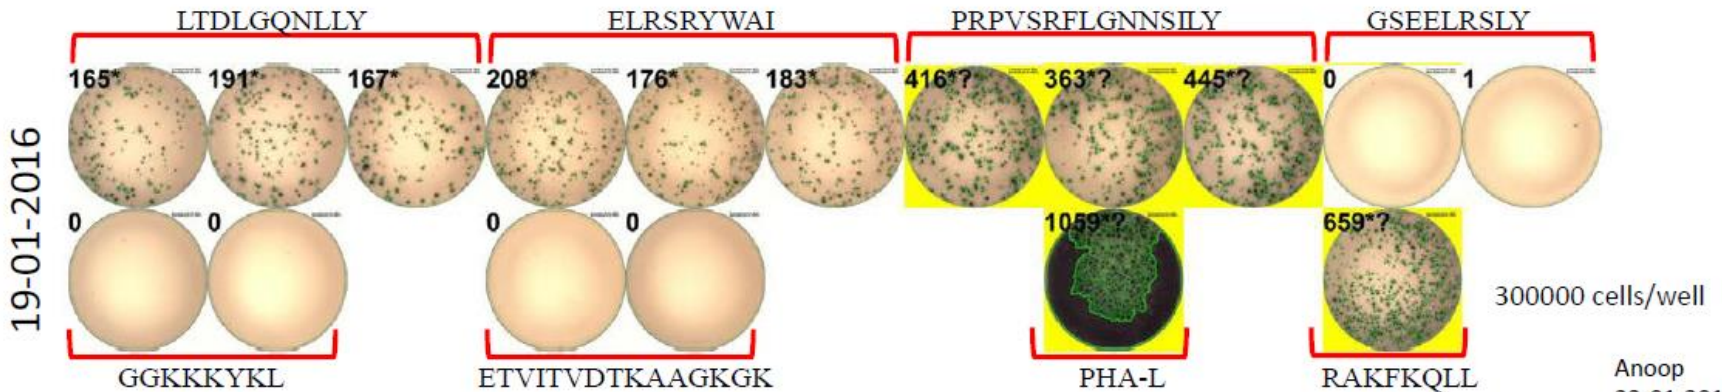 LTDLGQNLLY ELRSRYWAI PRPVSRFLGNNSILY GSEELRSLY
165* 191* 167* 208* 176* 183* 416*? 363*? 445*? 0 1
19-01-2016
0 0 0 0 1059*? 659*?
300000 cells/well
GGKKKYKL ETVITVDTKAAGKGK PHA-L RAKFKQLL
Anoop